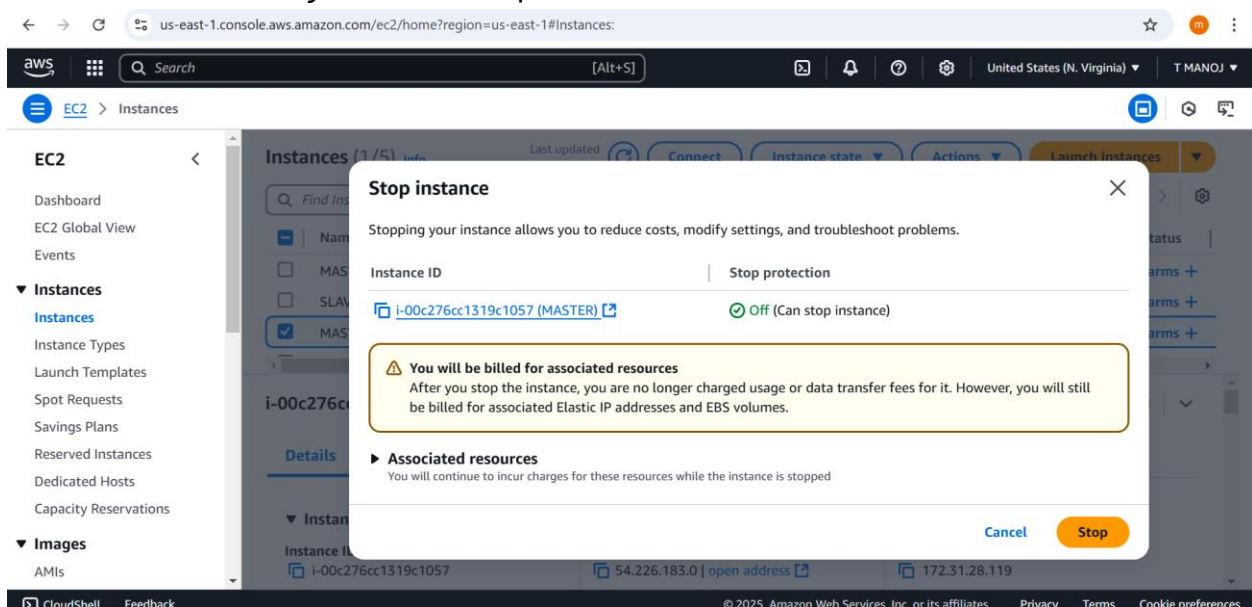 us-east-1.console.aws.amazon.com/ec2/home?region=us-east-1#Instances:
m
aws
Search
[Alt+S]
United States (N. Virginia) ▼
T MANOJ ▼
EC2 > Instances
EC2
Dashboard
EC2 Global View
Events
▼ Instances
Instances
Instance Types
Launch Templates
Spot Requests
Savings Plans
Reserved Instances
Dedicated Hosts
Capacity Reservations
▼ Images
AMIs
Instances (1/5) Info
Last updated
Connect
Instance state ▼
Actions ▼
Launch instances ▼
Find Ins
Nam
tatus
MAS
arms +
SLAV
arms +
MAS
arms +
Stop instance
Stopping your instance allows you to reduce costs, modify settings, and troubleshoot problems.
Instance ID
Stop protection
i-00c276cc1319c1057 (MASTER)
Off (Can stop instance)
You will be billed for associated resources
After you stop the instance, you are no longer charged usage or data transfer fees for it. However, you will still
be billed for associated Elastic IP addresses and EBS volumes.
▶ Associated resources
You will continue to incur charges for these resources while the instance is stopped
Cancel
Stop
i-00c276c
Details
▼ Instan
Instance I
i-00c276cc1319c1057
54.226.183.0 | open address
172.31.28.119
CloudShell Feedback
© 2025, Amazon Web Services, Inc. or its affiliates. Privacy Terms Cookie preferences